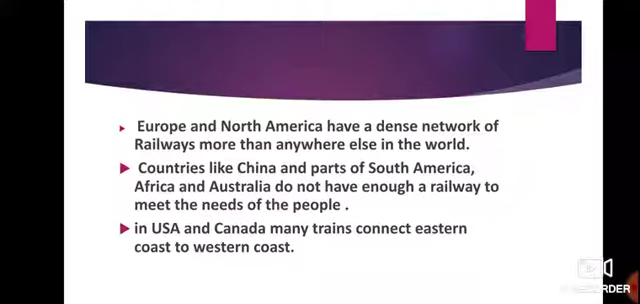 Europe and North America have a dense network of
Railways more than anywhere else in the world.
Countries like China and parts of South America,
Africa and Australia do not have enough a railway to
meet the needs of the people .
in USA and Canada many trains connect eastern
coast to western coast.
RECORDER